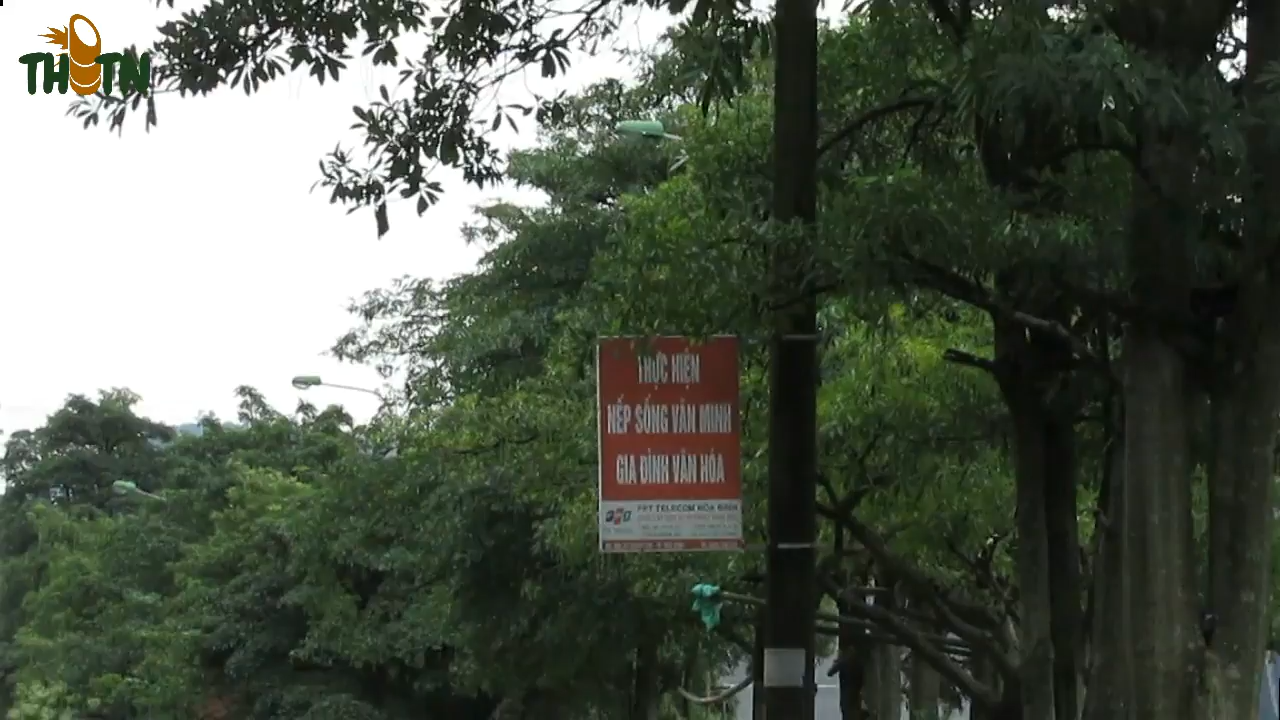 THTN
THỰC HIỆN
NẾP SỐNG VĂN MINH
GIA ĐÌNH VĂN HÓA
FPT TELECOM HÒA BÌNH